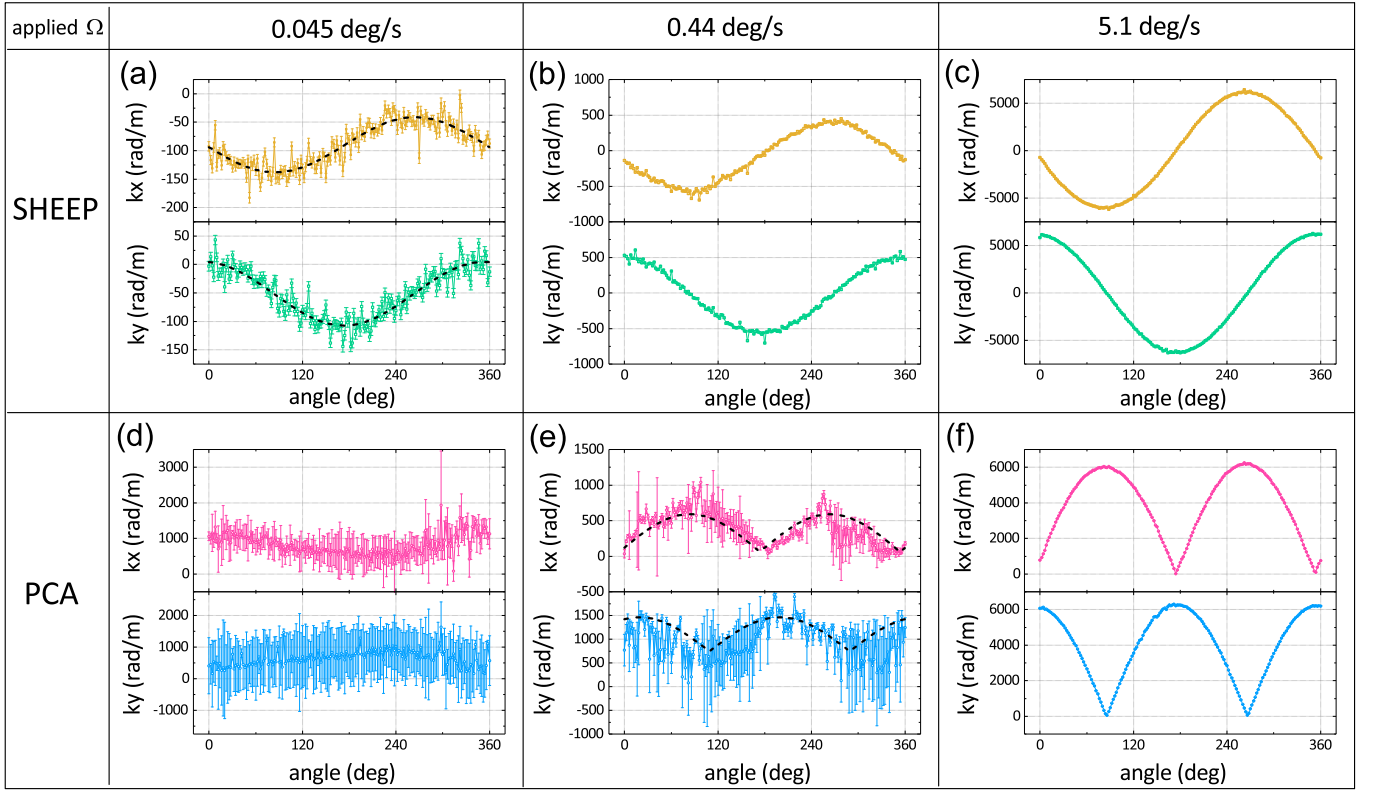 applied Ω
0.045 deg/s
0.44 deg/s
5.1 deg/s
SHEEP
(a)
kx (rad/m)
0
-50
-100
-150
-200
ky (rad/m)
50
0
-50
-100
-150
0
120
240
360
angle (deg)
(b)
kx (rad/m)
1000
500
0
-500
-1000
ky (rad/m)
500
0
-500
-1000
0
120
240
360
angle (deg)
(c)
kx (rad/m)
5000
0
-5000
ky (rad/m)
5000
0
-5000
0
120
240
360
angle (deg)
PCA
(d)
kx (rad/m)
3000
2000
1000
0
ky (rad/m)
2000
1000
0
-1000
0
120
240
360
angle (deg)
(e)
kx (rad/m)
1500
1000
500
0
-500
ky (rad/m)
1500
1000
500
0
-500
-1000
0
120
240
360
angle (deg)
(f)
kx (rad/m)
6000
4000
2000
0
ky (rad/m)
6000
4000
2000
0
0
120
240
360
angle (deg)